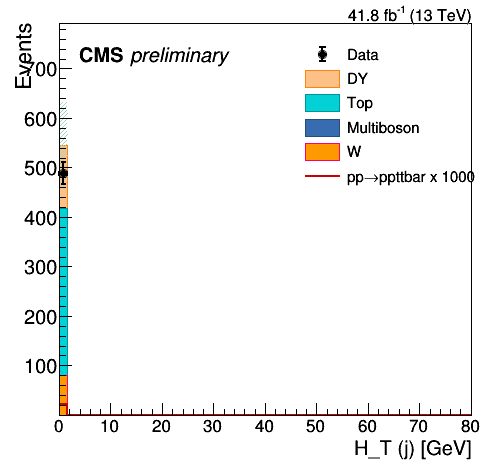 41.8 fb⁻¹ (13 TeV)
Events
CMS preliminary
Data
DY
Top
Multiboson
W
pp→ppttbar x 1000
700
600
500
400
300
200
100
0 10 20 30 40 50 60 70 80
H_T (j) [GeV]